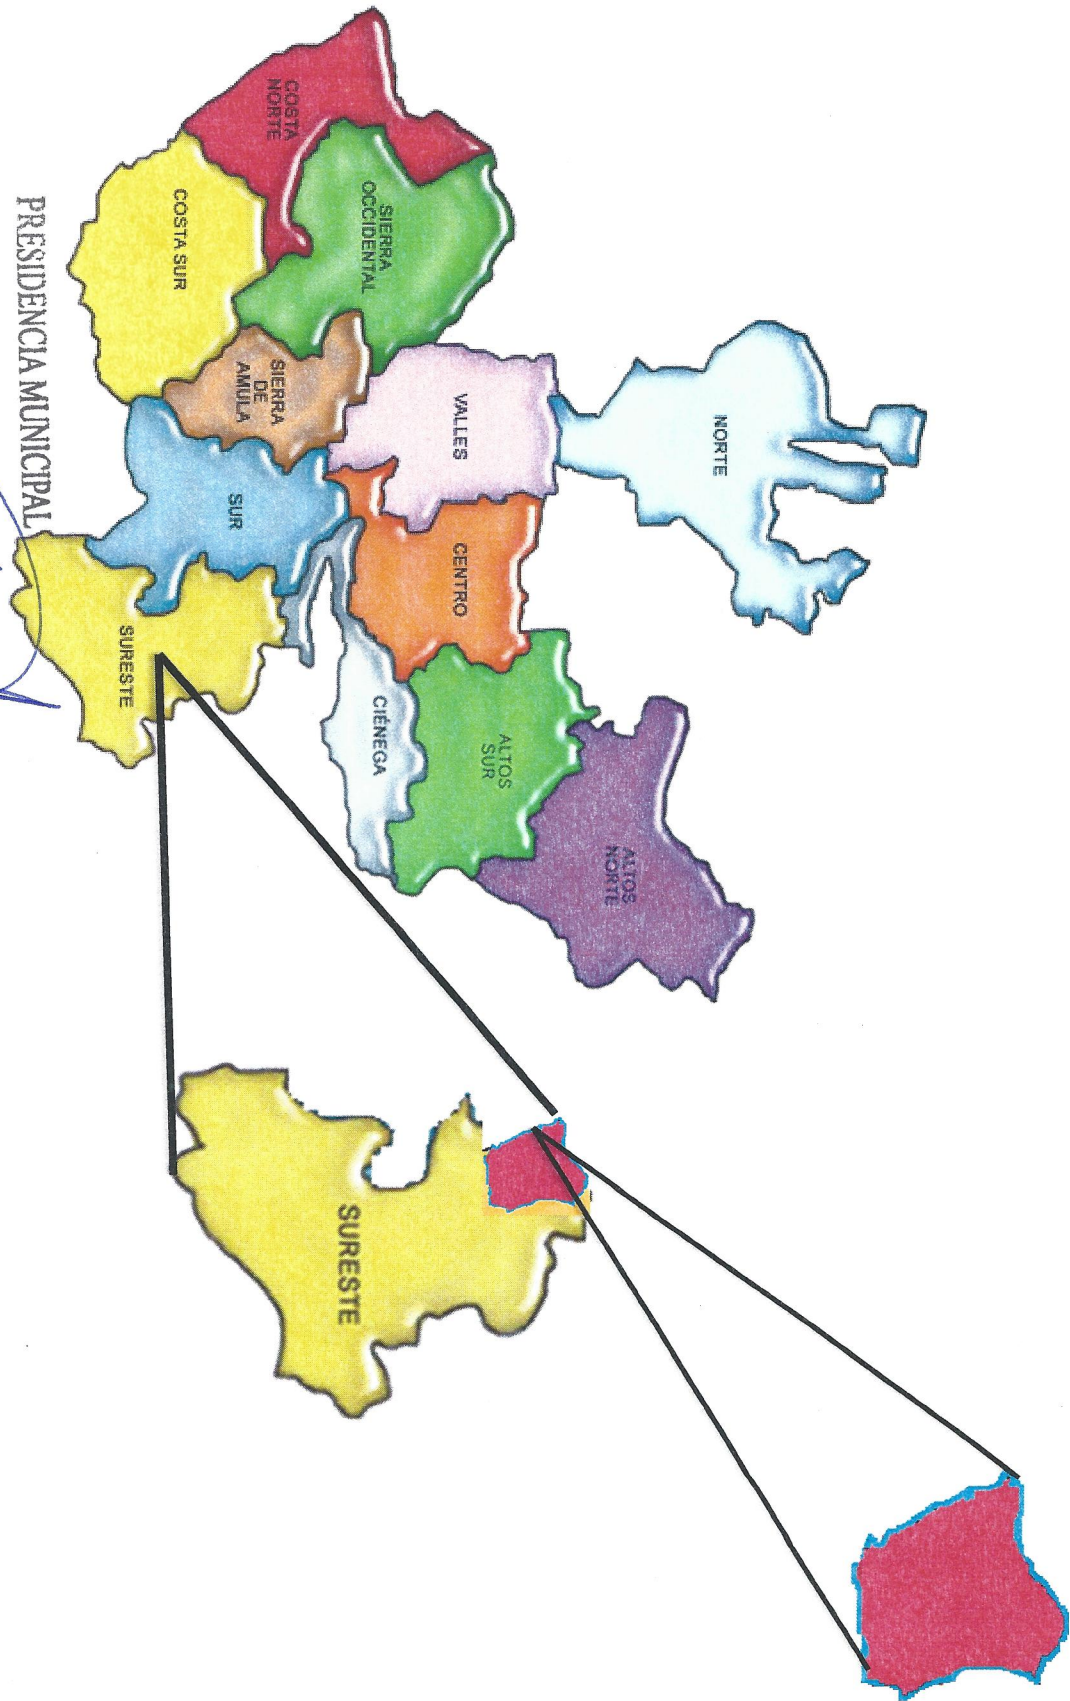 NORTE
COSTA
NORTE
SIERRA
OCCIDENTAL
VALLES
ALTOS
NORTE
COSTA SUR
SIERRA
DE
AMULA
CENTRO
ALTOS
SUR
SUR
CIÉNEGA
SURESTE
SURESTE
PRESIDENCIA MUNICIPAL